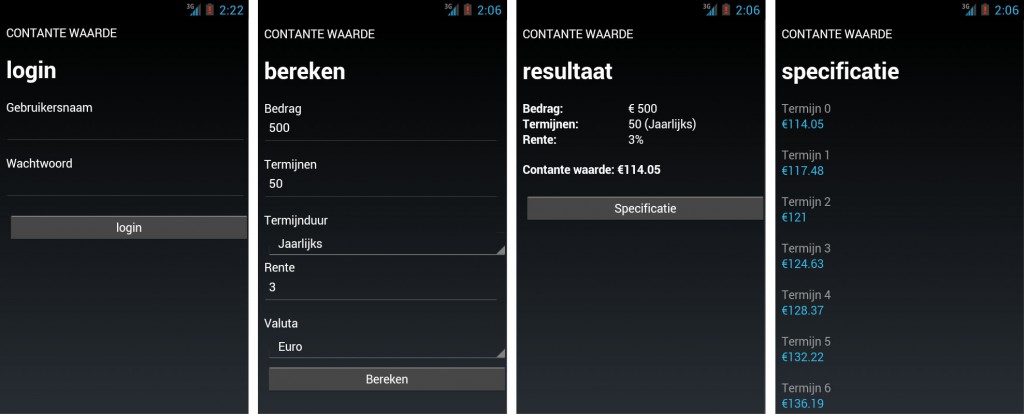 3G 2:22
CONTANTE WAARDE
login
Gebruikersnaam
Wachtwoord
login
3G 2:06
CONTANTE WAARDE
bereken
Bedrag
500
Termijnen
50
Termijnduur
Jaarlijks
Rente
3
Valuta
Euro
Bereken
3G 2:06
CONTANTE WAARDE
resultaat
Bedrag: € 500
Termijnen: 50 (Jaarlijks)
Rente: 3%
Contante waarde: €114.05
Specificatie
3G 2:06
CONTANTE WAARDE
specificatie
Termijn 0
€114.05
Termijn 1
€117.48
Termijn 2
€121
Termijn 3
€124.63
Termijn 4
€128.37
Termijn 5
€132.22
Termijn 6
€136.19